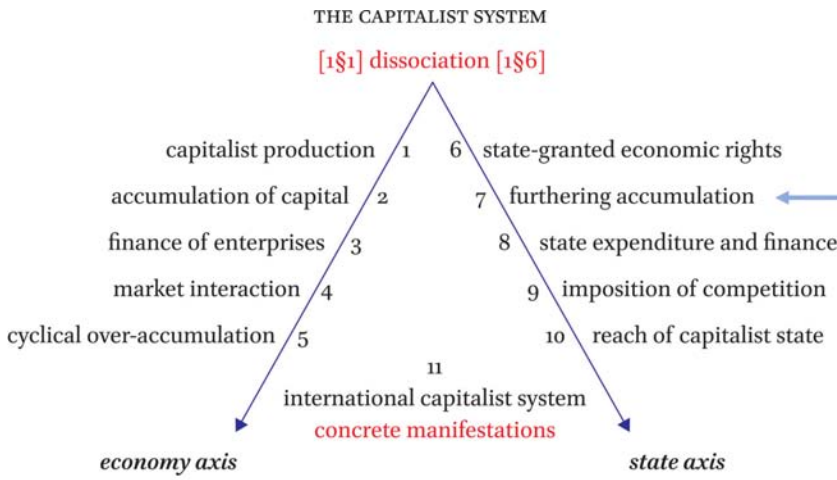 THE CAPITALIST SYSTEM
[1§1] dissociation [1§6]
capitalist production 1 6 state-granted economic rights
accumulation of capital 2 7 furthering accumulation
finance of enterprises 3 8 state expenditure and finance
market interaction 4 9 imposition of competition
cyclical over-accumulation 5 10 reach of capitalist state
11
international capitalist system
concrete manifestations
economy axis state axis